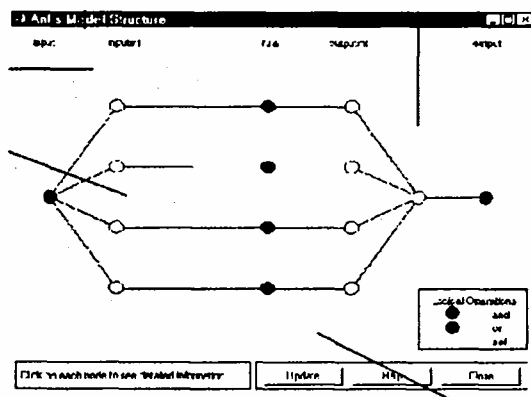 Anfis Model Structure
input inputmf rule outputmf output
Logical Operations
and
or
not
Click on each node to see detailed information
Update Help Close